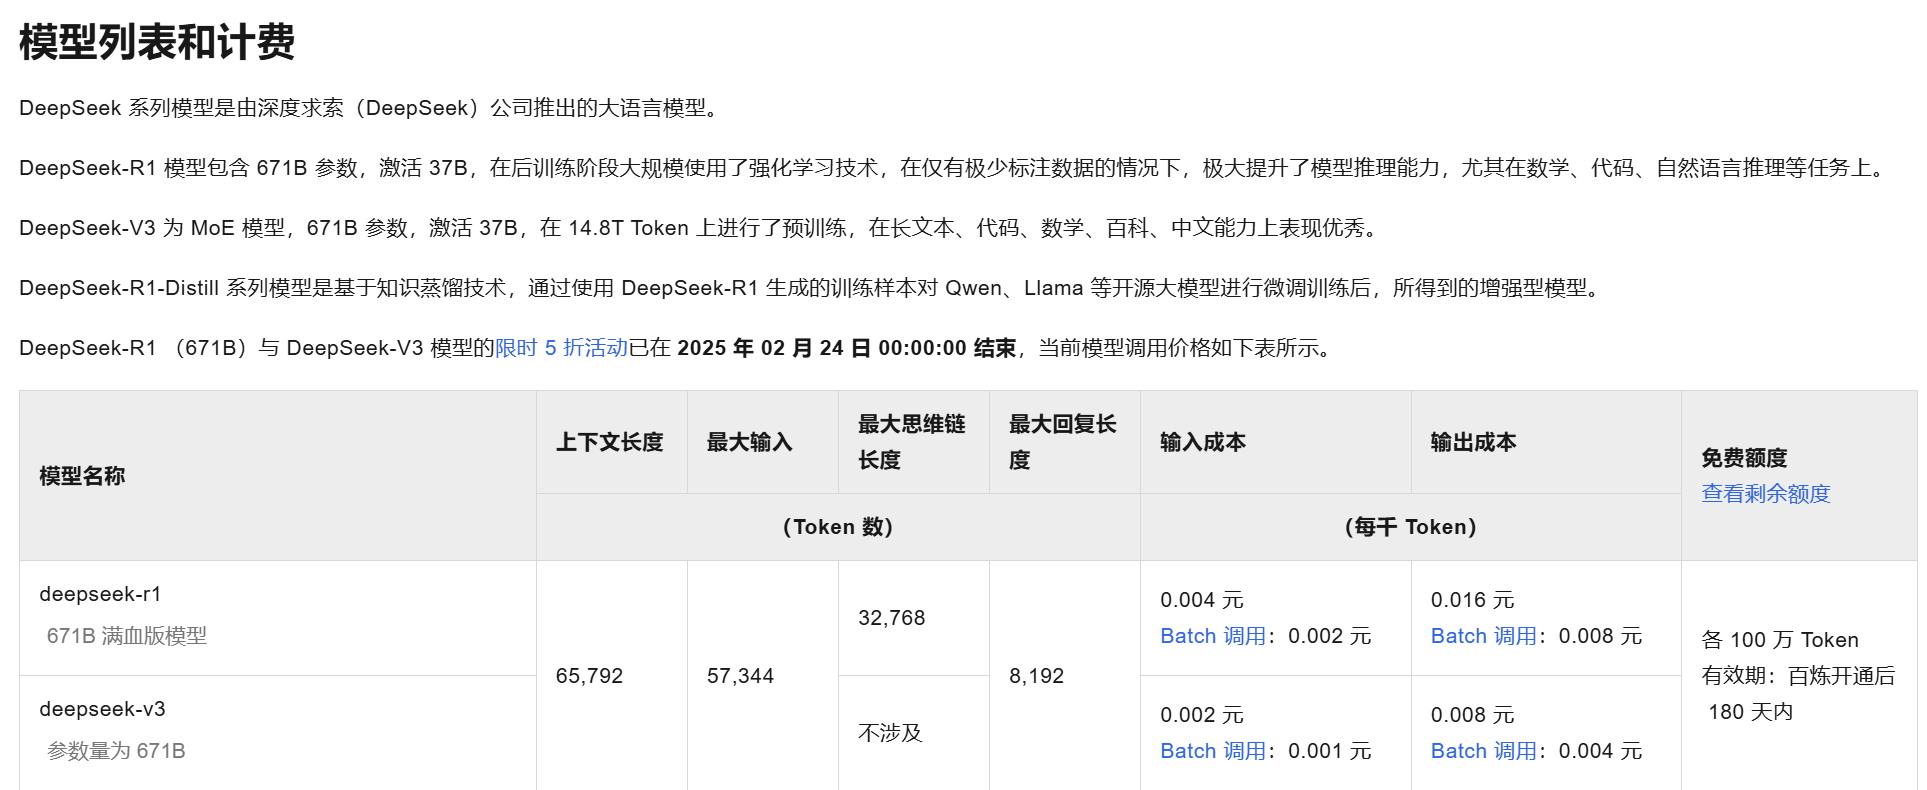 模型列表和计费
DeepSeek 系列模型是由深度求索（DeepSeek）公司推出的大语言模型。
DeepSeek-R1 模型包含 671B 参数，激活 37B，在后训练阶段大规模使用了强化学习技术，在仅有极少标注数据的情况下，极大提升了模型推理能力，尤其在数学、代码、自然语言推理等任务上。
DeepSeek-V3 为 MoE 模型，671B 参数，激活 37B，在 14.8T Token 上进行了预训练，在长文本、代码、数学、百科、中文能力上表现优秀。
DeepSeek-R1-Distill 系列模型是基于知识蒸馏技术，通过使用 DeepSeek-R1 生成的训练样本对 Qwen、Llama 等开源大模型进行微调训练后，所得到的增强型模型。
DeepSeek-R1 （671B）与 DeepSeek-V3 模型的限时 5 折活动已在 2025 年 02 月 24 日 00:00:00 结束，当前模型调用价格如下表所示。
模型名称
上下文长度
最大输入
最大思维链
长度
最大回复长
度
输入成本
输出成本
免费额度
查看剩余额度
（Token 数）
（每千 Token）
deepseek-r1
671B 满血版模型
65,792
57,344
32,768
8,192
0.004 元
Batch 调用：0.002 元
0.016 元
Batch 调用：0.008 元
各 100 万 Token
有效期：百炼开通后
180 天内
deepseek-v3
参数量为 671B
不涉及
0.002 元
Batch 调用：0.001 元
0.008 元
Batch 调用：0.004 元